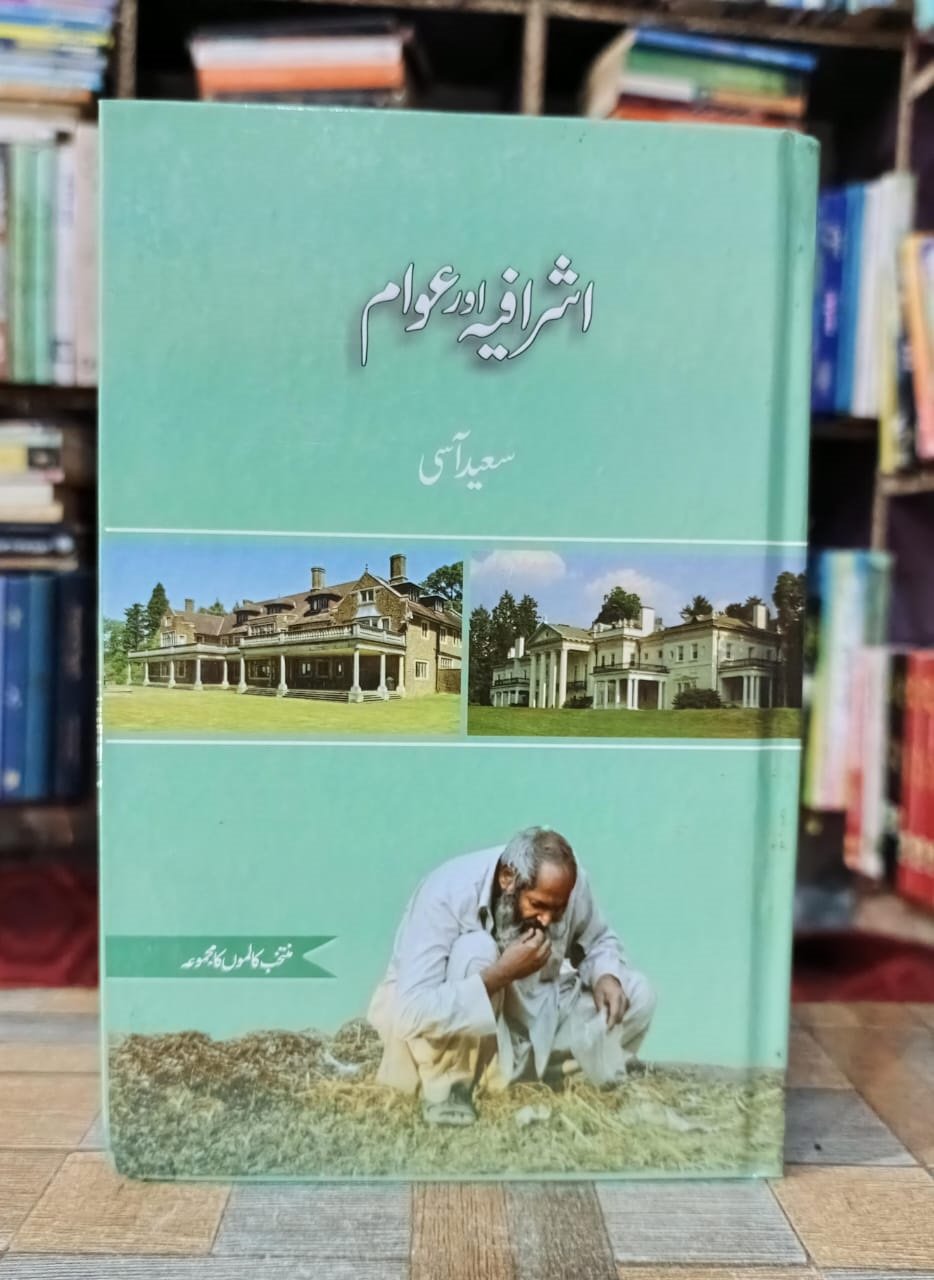 اشرافیہ اور عوام
سعید آسی
منتخب کالموں کا مجموعہ